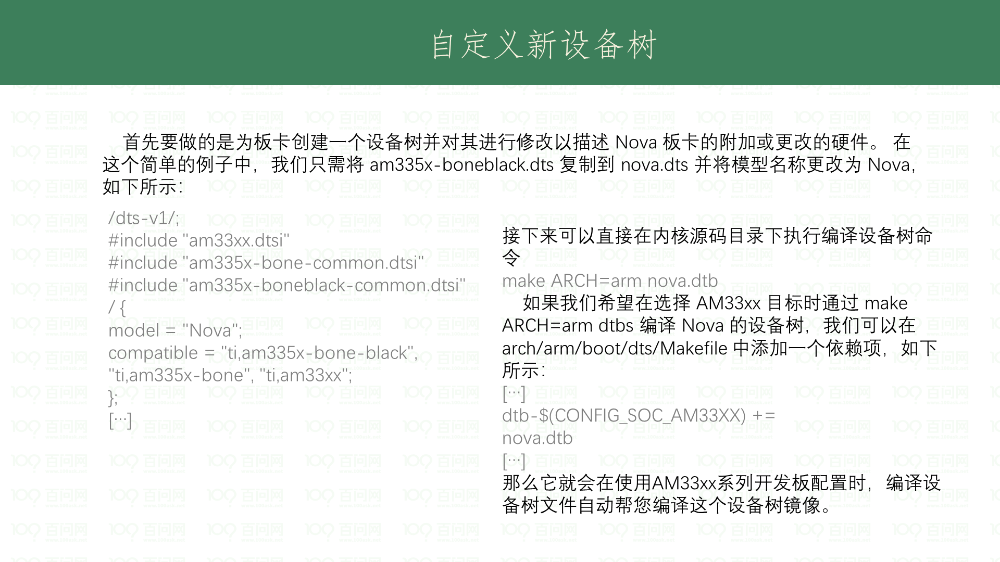 自定义新设备树
首先要做的是为板卡创建一个设备树并对其进行修改以描述 Nova 板卡的附加或更改的硬件。 在
这个简单的例子中，我们只需将 am335x-boneblack.dts 复制到 nova.dts 并将模型名称更改为 Nova，
如下所示：
/dts-v1/;
#include "am33xx.dtsi"
#include "am335x-bone-common.dtsi"
#include "am335x-boneblack-common.dtsi"
/ {
model = "Nova";
compatible = "ti,am335x-bone-black",
"ti,am335x-bone", "ti,am33xx";
};
[…]
接下来可以直接在内核源码目录下执行编译设备树命
令
make ARCH=arm nova.dtb
如果我们希望在选择 AM33xx 目标时通过 make
ARCH=arm dtbs 编译 Nova 的设备树，我们可以在
arch/arm/boot/dts/Makefile 中添加一个依赖项，如下
所示：
[…]
dtb-$(CONFIG_SOC_AM33XX) +=
nova.dtb
[…]
那么它就会在使用AM33xx系列开发板配置时，编译设
备树文件自动帮您编译这个设备树镜像。